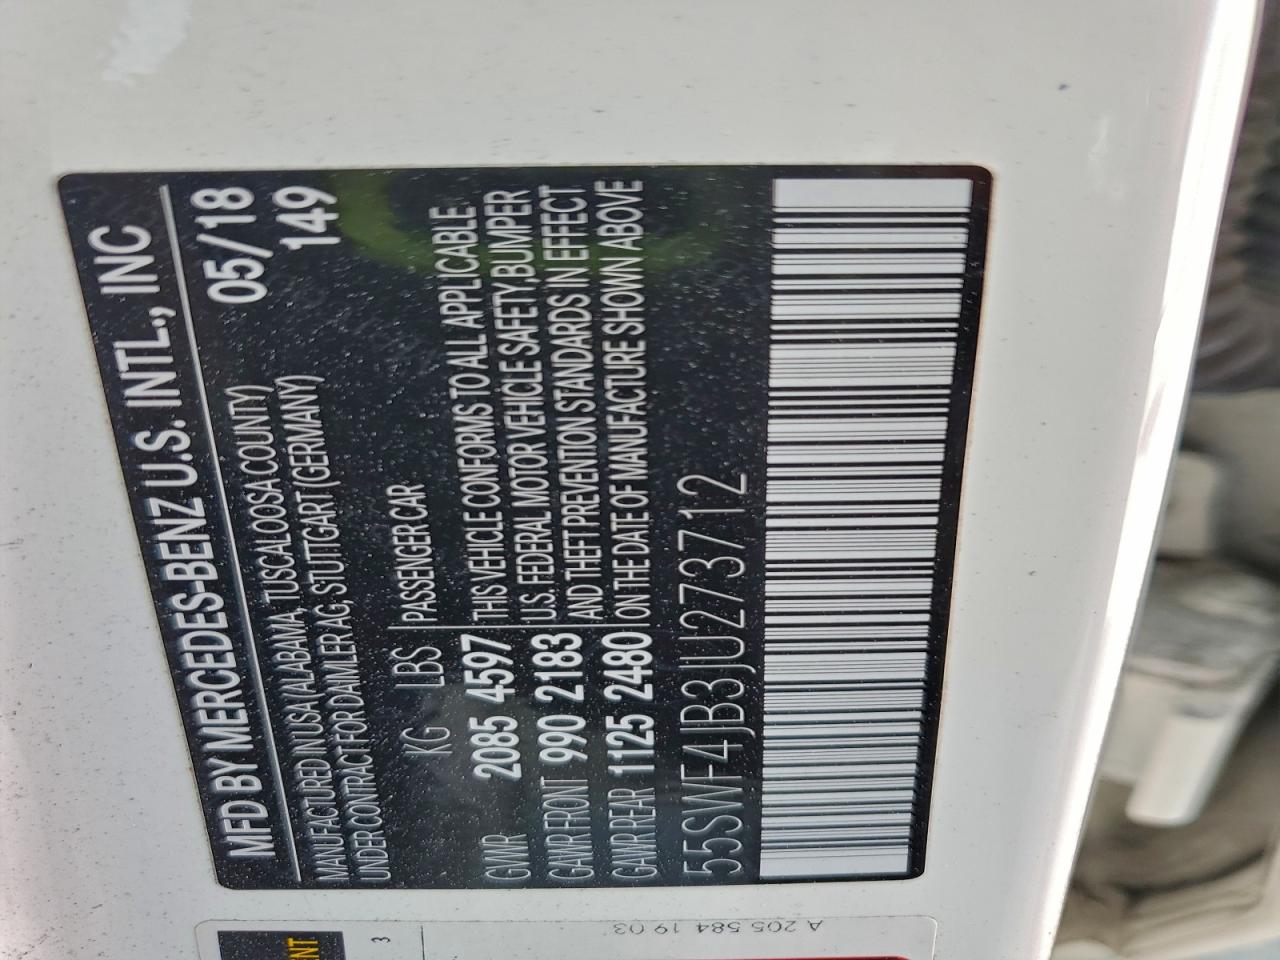 MFD BY MERCEDES-BENZ U.S. INTL., INC
MANUFACTURED IN USA (ALABAMA, TUSCALOOSA COUNTY) 05/18
UNDER CONTRACT FOR DAIMLER AG, STUTTGART (GERMANY) 149
KG LBS PASSENGER CAR
GVWR 2085 4597 THIS VEHICLE CONFORMS TO ALL APPLICABLE
U.S. FEDERAL MOTOR VEHICLE SAFETY, BUMPER
GAWR FRONT 990 2183 AND THEFT PREVENTION STANDARDS IN EFFECT
GAWR REAR 1125 2480 ON THE DATE OF MANUFACTURE SHOWN ABOVE
55SWF4JB3JU273712
3
A 205 584 19 03